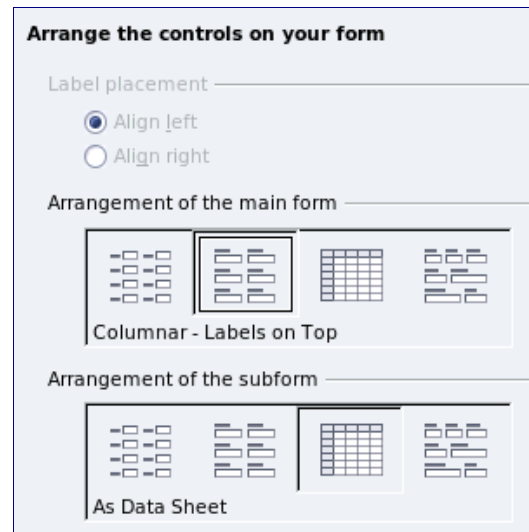 Arrange the controls on your form
Label placement
Align left
Align right
Arrangement of the main form
Columnar - Labels on Top
Arrangement of the subform
As Data Sheet